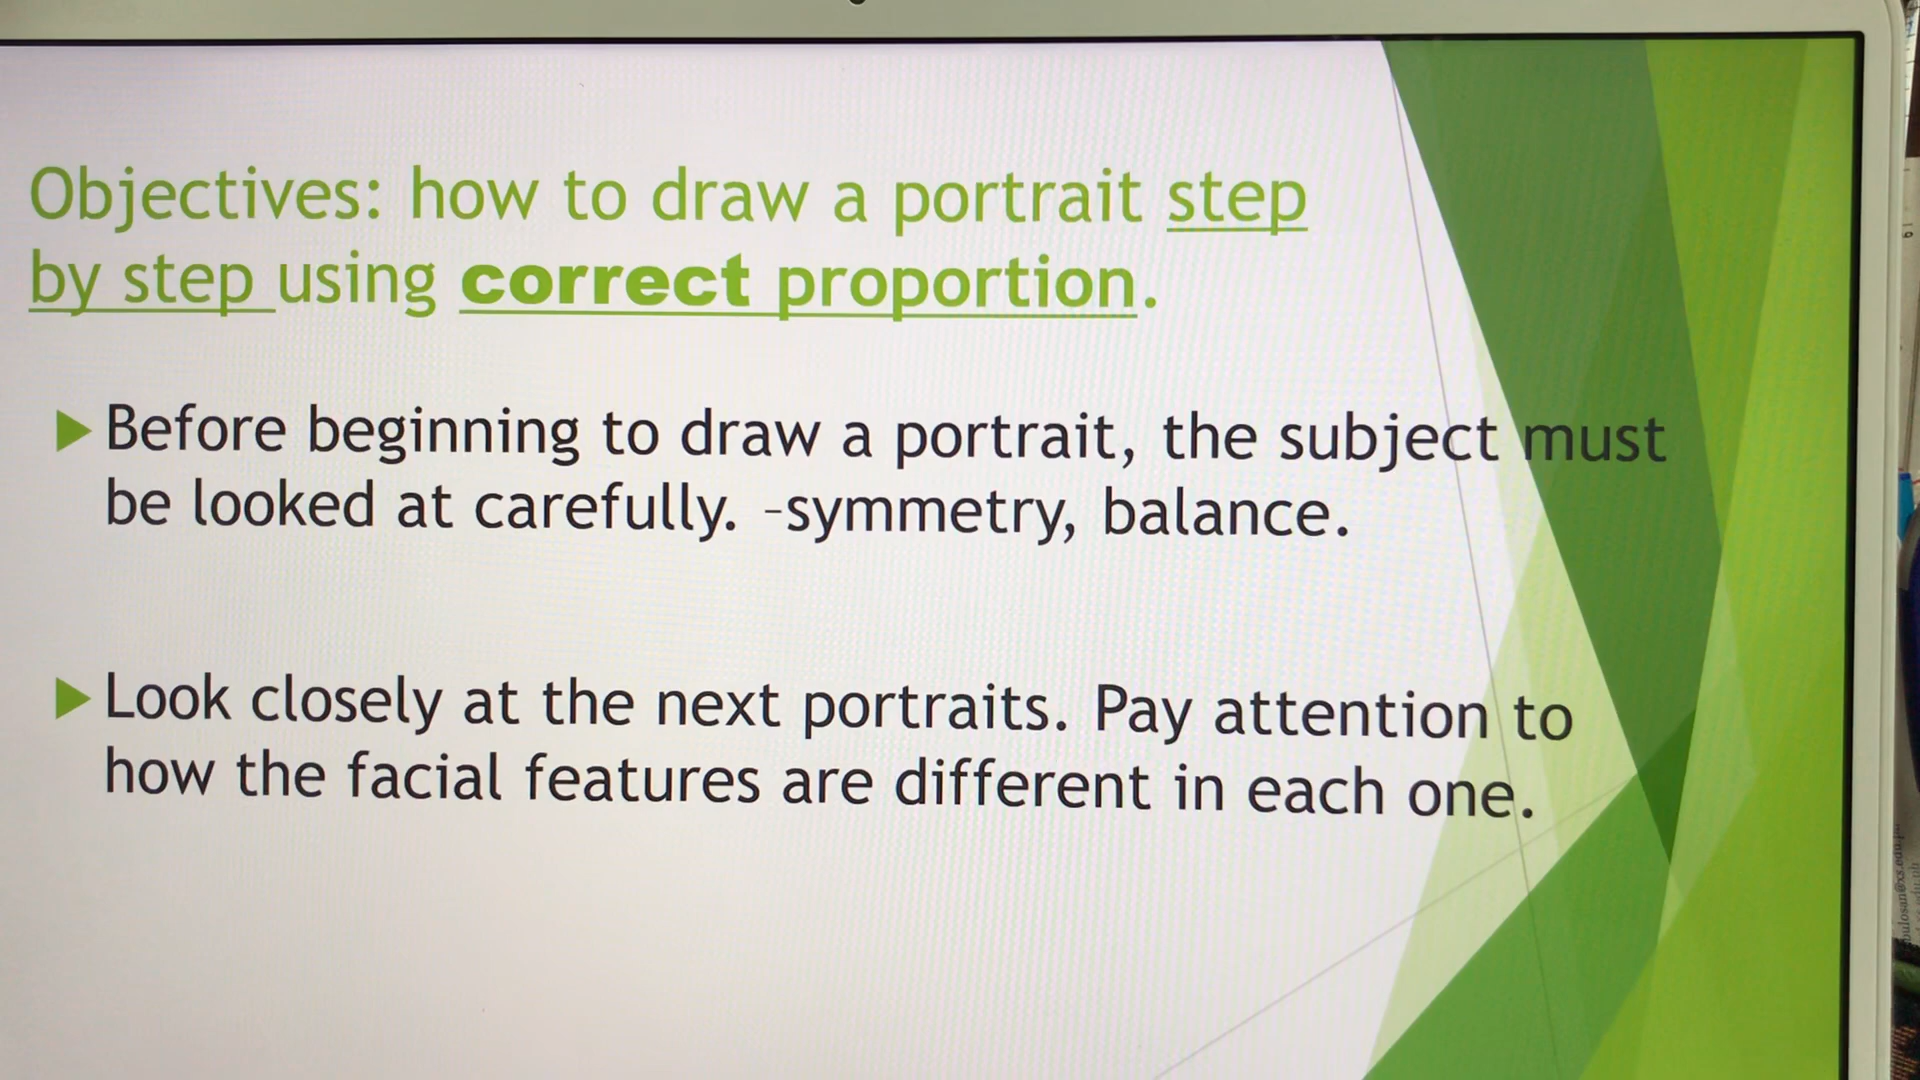 Objectives: how to draw a portrait step
by step using correct proportion.
Before beginning to draw a portrait, the subject must
be looked at carefully. -symmetry, balance.
Look closely at the next portraits. Pay attention to
how the facial features are different in each one.